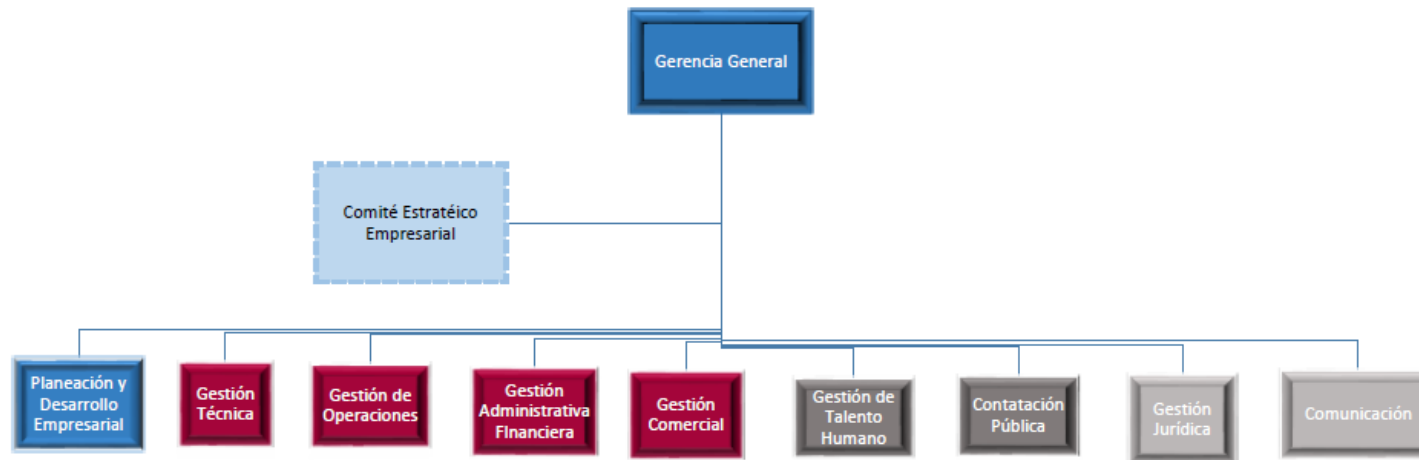 Gerencia General
Comité Estratéico
Empresarial
Planeación y
Desarrollo
Empresarial
Gestión
Técnica
Gestión de
Operaciones
Gestión
Administrativa
FInanciera
Gestión
Comercial
Gestión de
Talento
Humano
Contatación
Pública
Gestión
Jurídica
Comunicación